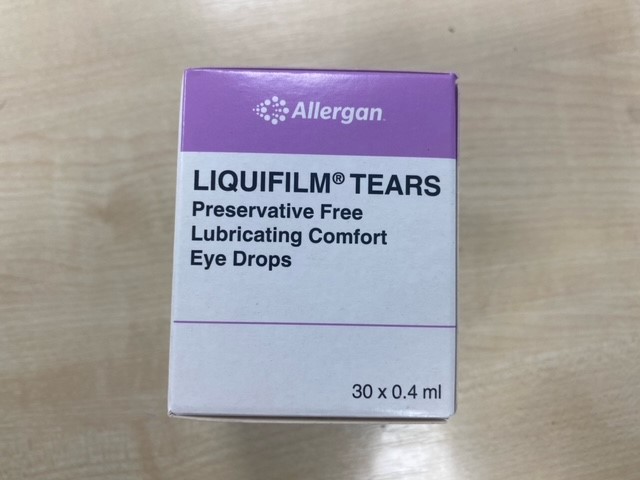 Allergan
LIQUIFILM® TEARS
Preservative Free
Lubricating Comfort
Eye Drops
30 x 0.4 ml